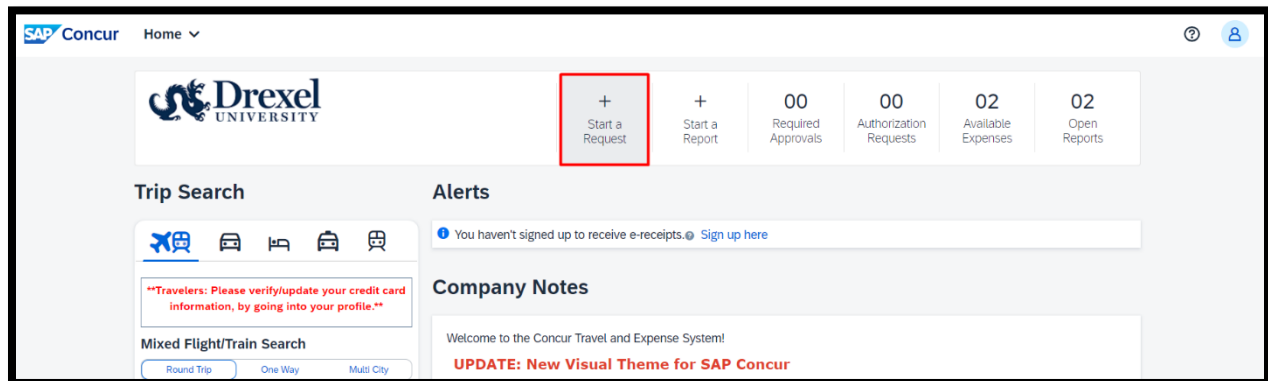 SAP Concur Home
Drexel
UNIVERSITY
+ Start a Request
+ Start a Report
00 Required Approvals
00 Authorization Requests
02 Available Expenses
02 Open Reports
Trip Search
Alerts
You haven't signed up to receive e-receipts. Sign up here
**Travelers: Please verify/update your credit card
information, by going into your profile.**
Company Notes
Mixed Flight/Train Search
Round Trip One Way Multi City
Welcome to the Concur Travel and Expense System!
UPDATE: New Visual Theme for SAP Concur